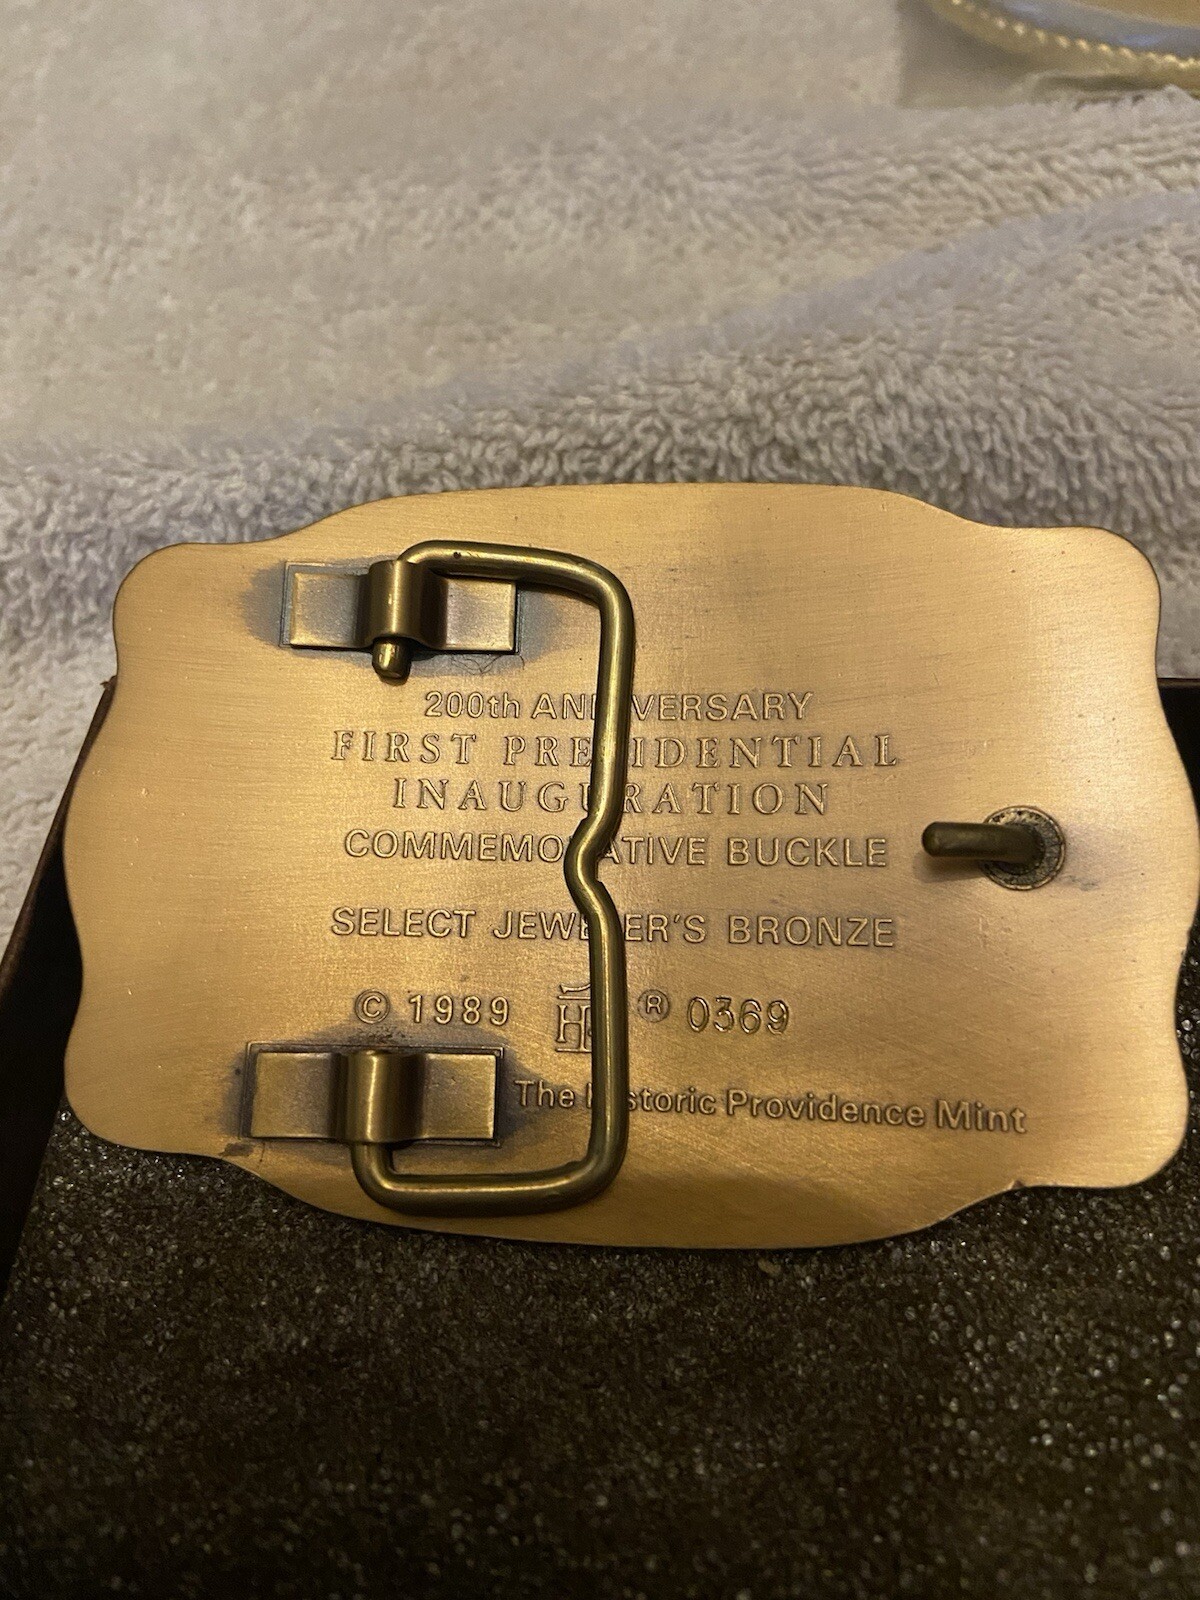 200th ANNIVERSARY
FIRST PRESIDENTIAL
INAUGURATION
COMMEMORATIVE BUCKLE
SELECT JEWELER'S BRONZE
© 1989 ® 0369
The Historic Providence Mint